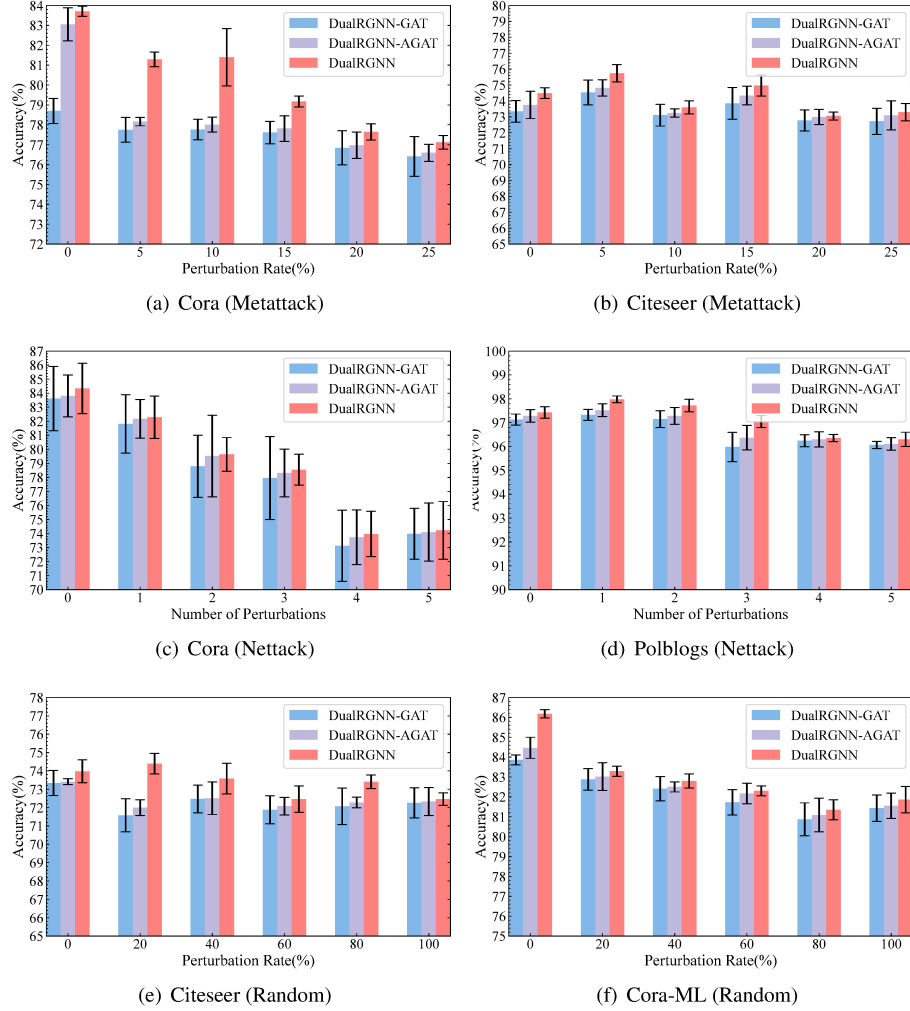 84
83
82
81
80
79
78
77
76
75
74
73
72
Accuracy(%)
DualRGNN-GAT
DualRGNN-AGAT
DualRGNN
0 5 10 15 20 25
Perturbation Rate(%)
(a) Cora (Metattack)
80
79
78
77
76
75
74
73
72
71
70
69
68
67
66
65
Accuracy(%)
DualRGNN-GAT
DualRGNN-AGAT
DualRGNN
0 5 10 15 20 25
Perturbation Rate(%)
(b) Citeseer (Metattack)
87
86
85
84
83
82
81
80
79
78
77
76
75
74
73
72
71
70
Accuracy(%)
DualRGNN-GAT
DualRGNN-AGAT
DualRGNN
0 1 2 3 4 5
Number of Perturbations
(c) Cora (Nettack)
100
99
98
97
96
95
94
93
92
91
90
Accuracy(%)
DualRGNN-GAT
DualRGNN-AGAT
DualRGNN
0 1 2 3 4 5
Number of Perturbations
(d) Polblogs (Nettack)
78
77
76
75
74
73
72
71
70
69
68
67
66
65
Accuracy(%)
DualRGNN-GAT
DualRGNN-AGAT
DualRGNN
0 20 40 60 80 100
Perturbation Rate(%)
(e) Citeseer (Random)
87
86
85
84
83
82
81
80
79
78
77
76
75
Accuracy(%)
DualRGNN-GAT
DualRGNN-AGAT
DualRGNN
0 20 40 60 80 100
Perturbation Rate(%)
(f) Cora-ML (Random)